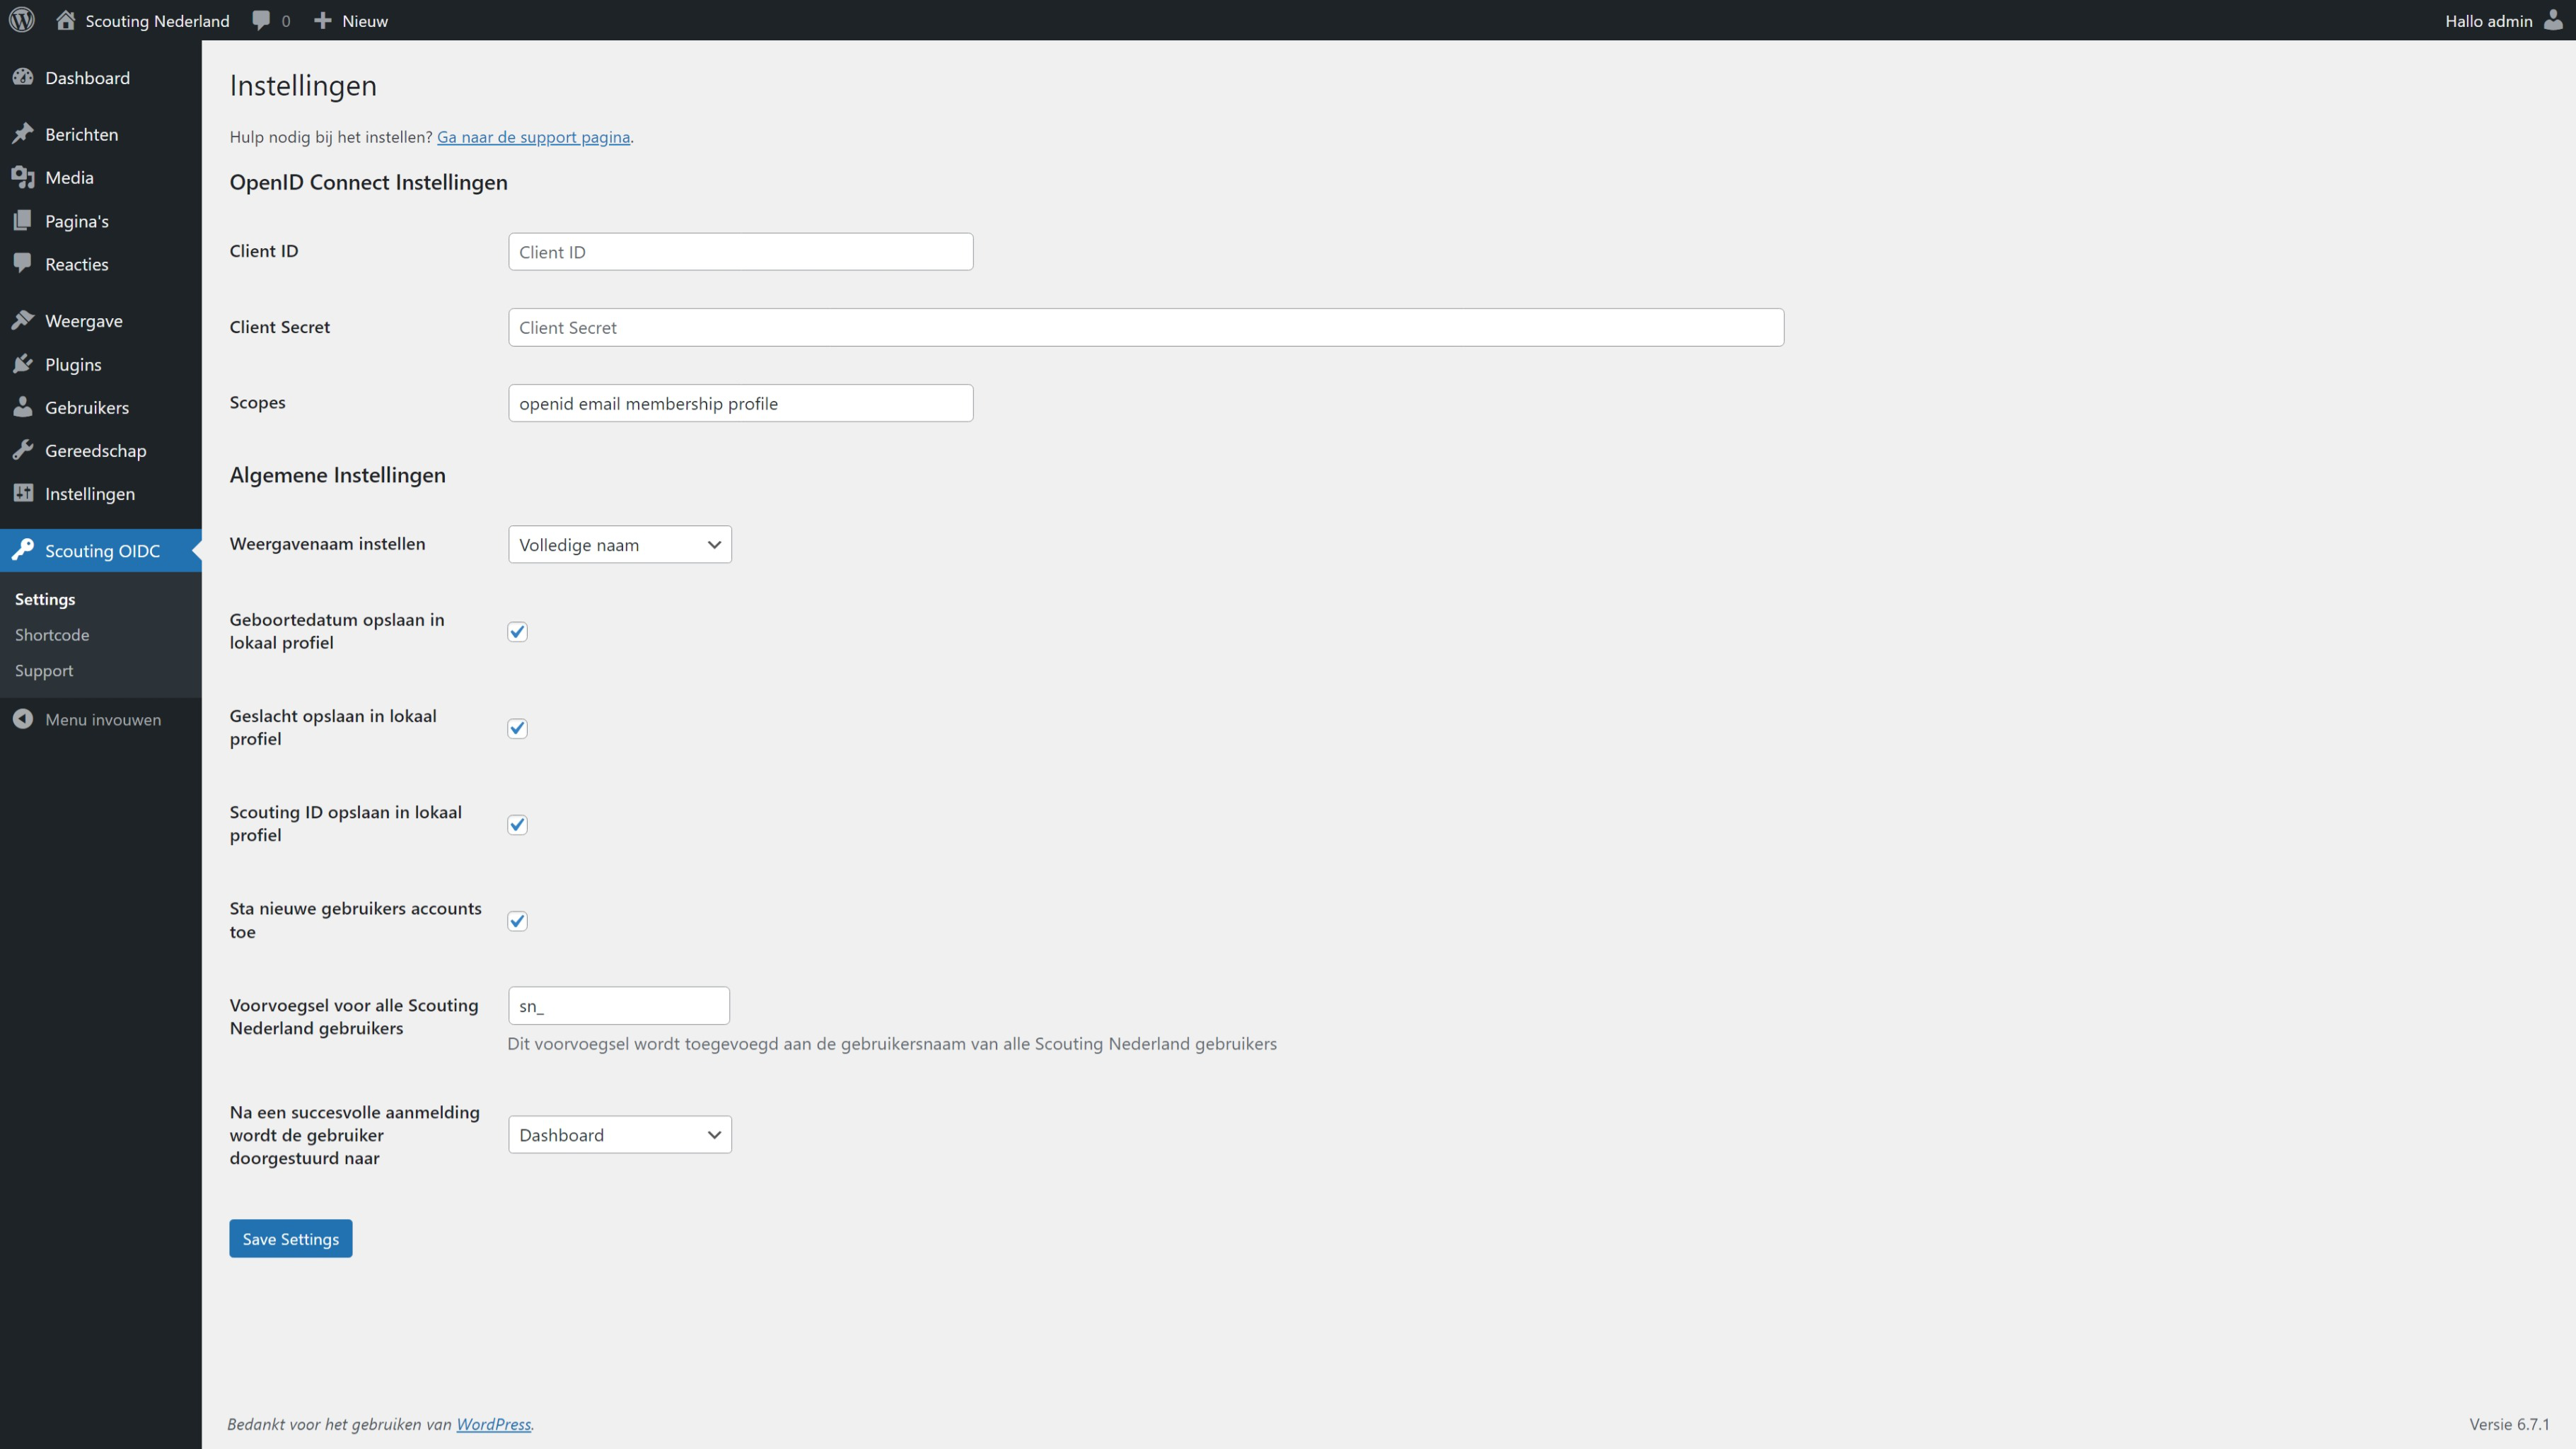 Scouting Nederland
0
Nieuw
Hallo admin
Dashboard
Berichten
Media
Pagina's
Reacties
Weergave
Plugins
Gebruikers
Gereedschap
Instellingen
Scouting OIDC
Settings
Shortcode
Support
Menu invouwen
Instellingen
Hulp nodig bij het instellen? Ga naar de support pagina.
OpenID Connect Instellingen
Client ID
Client ID
Client Secret
Client Secret
Scopes
openid email membership profile
Algemene Instellingen
Weergavenaam instellen
Volledige naam
Geboortedatum opslaan in
lokaal profiel
Geslacht opslaan in lokaal
profiel
Scouting ID opslaan in lokaal
profiel
Sta nieuwe gebruikers accounts
toe
Voorvoegsel voor alle Scouting
Nederland gebruikers
sn_
Dit voorvoegsel wordt toegevoegd aan de gebruikersnaam van alle Scouting Nederland gebruikers
Na een succesvolle aanmelding
wordt de gebruiker
doorgestuurd naar
Dashboard
Save Settings
Bedankt voor het gebruiken van WordPress.
Versie 6.7.1